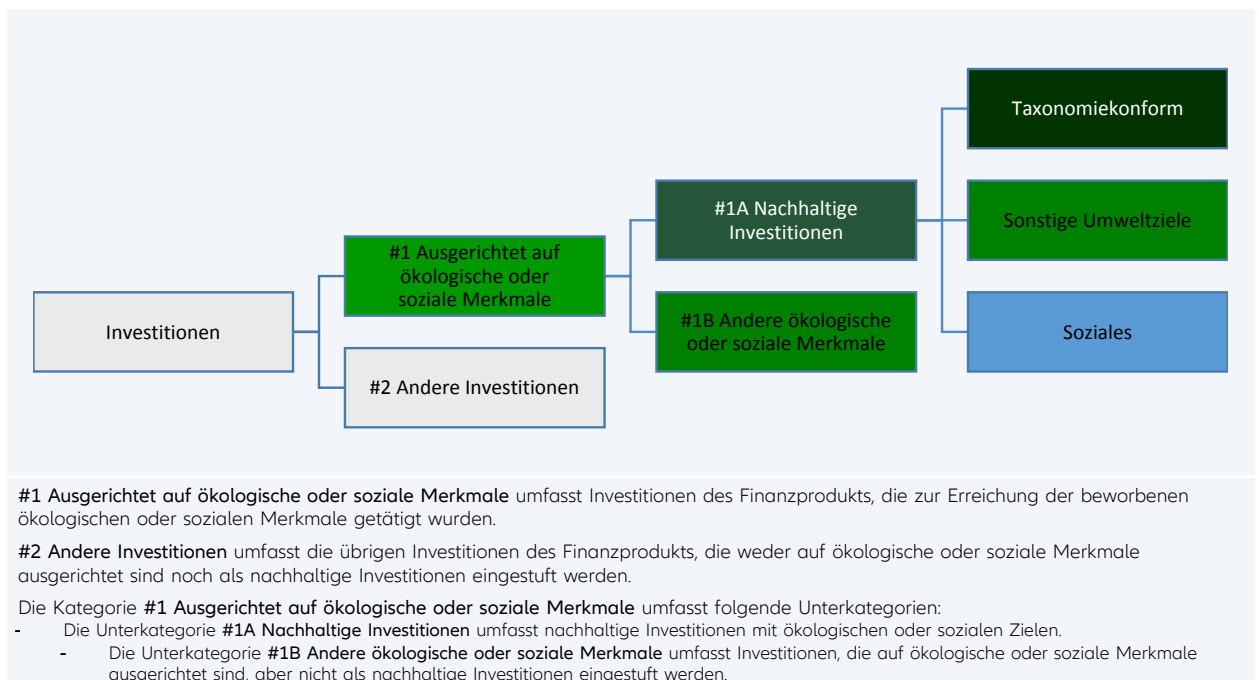 Taxonomiekonform
#1A Nachhaltige
Investitionen
Sonstige Umweltziele
#1 Ausgerichtet auf
ökologische oder
soziale Merkmale
Investitionen
#1B Andere ökologische
oder soziale Merkmale
Soziales
#2 Andere Investitionen
#1 Ausgerichtet auf ökologische oder soziale Merkmale umfasst Investitionen des Finanzprodukts, die zur Erreichung der beworbenen
ökologischen oder sozialen Merkmale getätigt wurden.
#2 Andere Investitionen umfasst die übrigen Investitionen des Finanzprodukts, die weder auf ökologische oder soziale Merkmale
ausgerichtet sind noch als nachhaltige Investitionen eingestuft werden.
Die Kategorie #1 Ausgerichtet auf ökologische oder soziale Merkmale umfasst folgende Unterkategorien:
- Die Unterkategorie #1A Nachhaltige Investitionen umfasst nachhaltige Investitionen mit ökologischen oder sozialen Zielen.
- Die Unterkategorie #1B Andere ökologische oder soziale Merkmale umfasst Investitionen, die auf ökologische oder soziale Merkmale
ausgerichtet sind, aber nicht als nachhaltige Investitionen eingestuft werden.